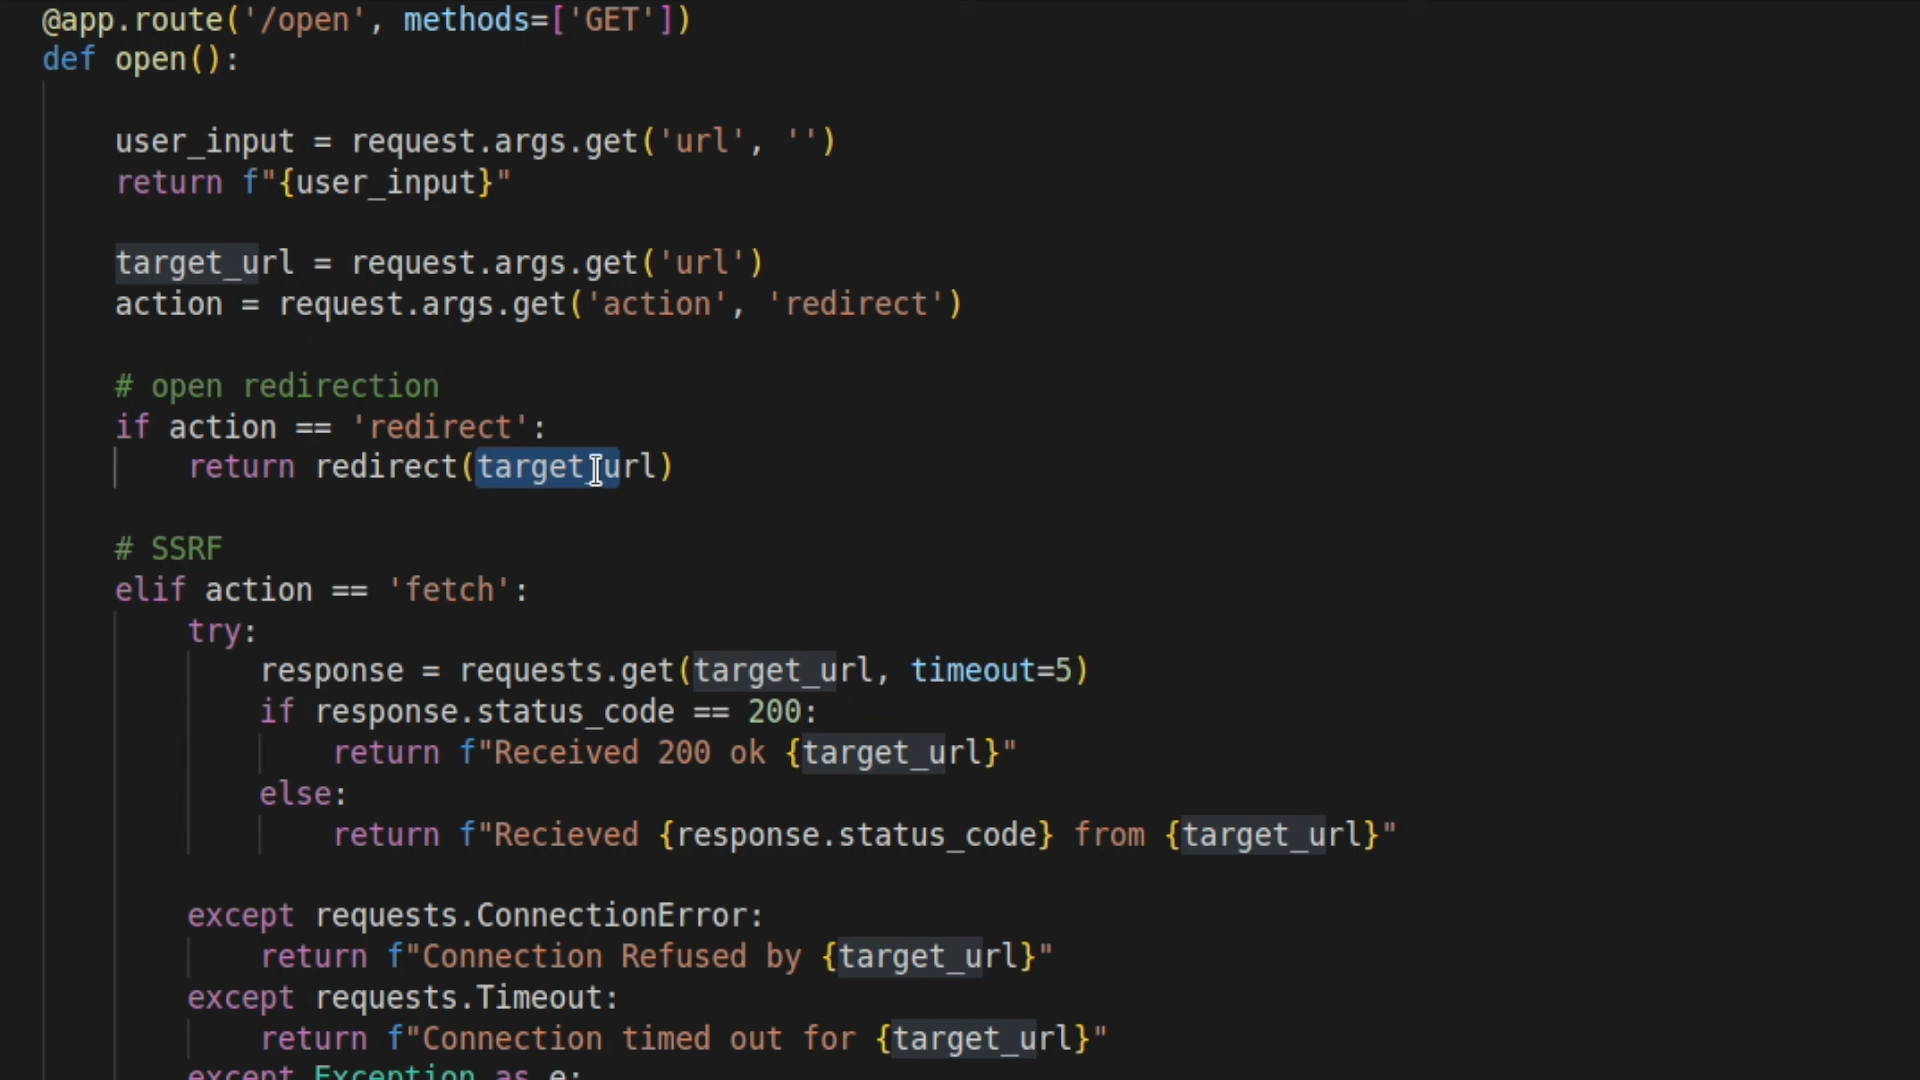 @app.route('/open', methods=['GET'])
def open():
user_input = request.args.get('url', '')
return f"{user_input}"
target_url = request.args.get('url')
action = request.args.get('action', 'redirect')
# open redirection
if action == 'redirect':
return redirect(target_url)
# SSRF
elif action == 'fetch':
try:
response = requests.get(target_url, timeout=5)
if response.status_code == 200:
return f"Received 200 ok {target_url}"
else:
return f"Recieved {response.status_code} from {target_url}"
except requests.ConnectionError:
return f"Connection Refused by {target_url}"
except requests.Timeout:
return f"Connection timed out for {target_url}"
except Exception as e: